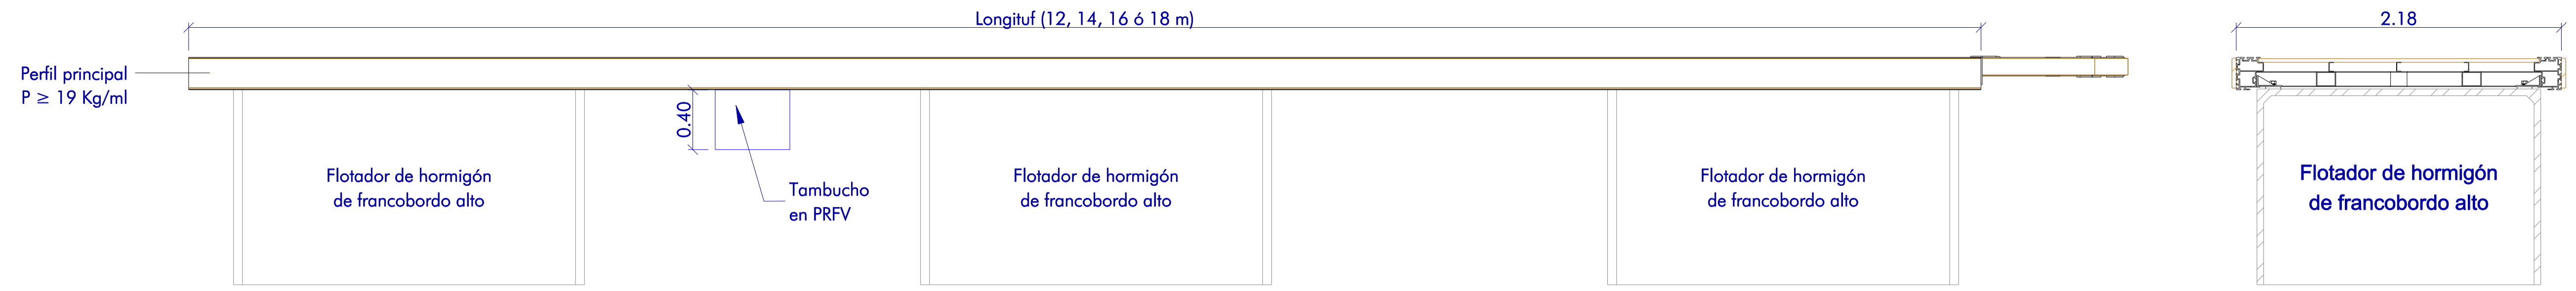 Longituf (12, 14, 16 ó 18 m)
2.18
Perfil principal
P ≥ 19 Kg/ml
0.40
Flotador de hormigón
de francobordo alto
Tambucho
en PRFV
Flotador de hormigón
de francobordo alto
Flotador de hormigón
de francobordo alto
Flotador de hormigón
de francobordo alto